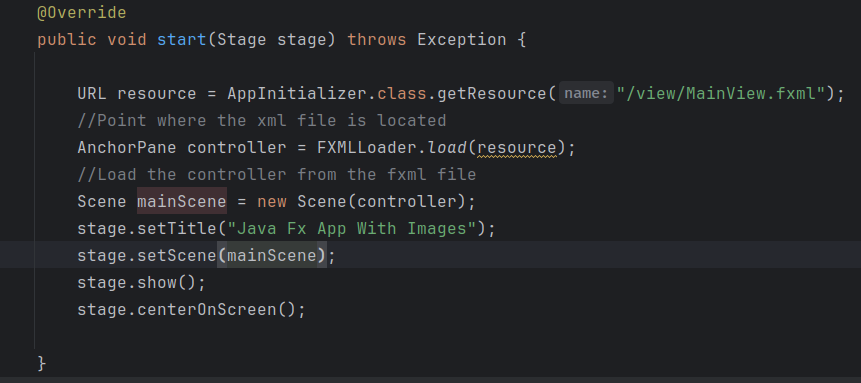 @Override
public void start(Stage stage) throws Exception {
URL resource = AppInitializer.class.getResource( name: "/view/MainView.fxml");
//Point where the xml file is located
AnchorPane controller = FXMLLoader.load(resource);
//Load the controller from the fxml file
Scene mainScene = new Scene(controller);
stage.setTitle("Java Fx App With Images");
stage.setScene(mainScene);
stage.show();
stage.centerOnScreen();
}